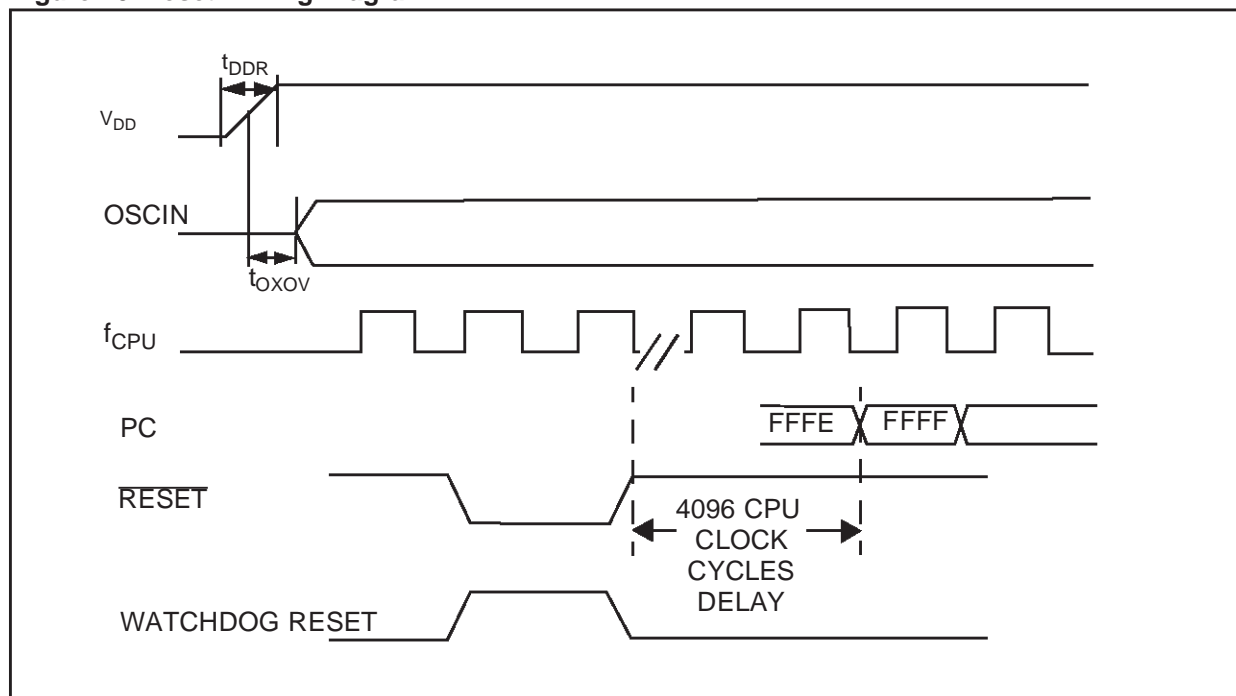 tDDR
VDD
OSCIN
tOXOV
fCPU
PC
FFFE
FFFF
RESET
4096 CPU
CLOCK
CYCLES
DELAY
WATCHDOG RESET